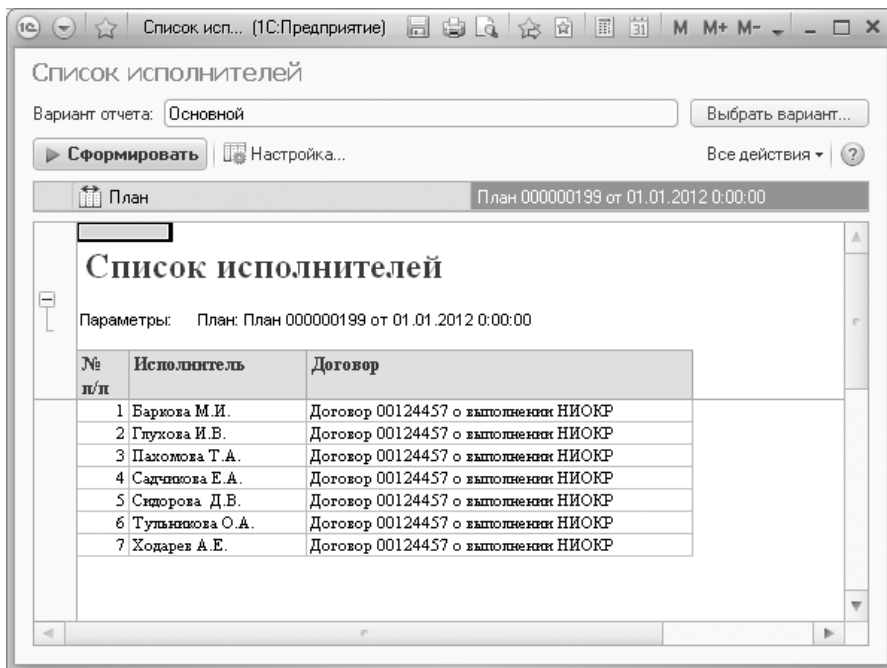 1С Список исп... (1С:Предприятие) 31 M M+ M-
Список исполнителей
Вариант отчета: Основной Выбрать вариант...
Сформировать Настройка... Все действия ?
План План 000000199 от 01.01.2012 0:00:00
Список исполнителей
Параметры: План: План 000000199 от 01.01.2012 0:00:00
№ п/п Исполнитель Договор
1 Баркова М.И. Договор 00124457 о выполнении НИОКР
2 Глухова И.В. Договор 00124457 о выполнении НИОКР
3 Пахомова Т.А. Договор 00124457 о выполнении НИОКР
4 Садчикова Е.А. Договор 00124457 о выполнении НИОКР
5 Сидорова Д.В. Договор 00124457 о выполнении НИОКР
6 Тульникова О.А. Договор 00124457 о выполнении НИОКР
7 Ходарев А.Е. Договор 00124457 о выполнении НИОКР